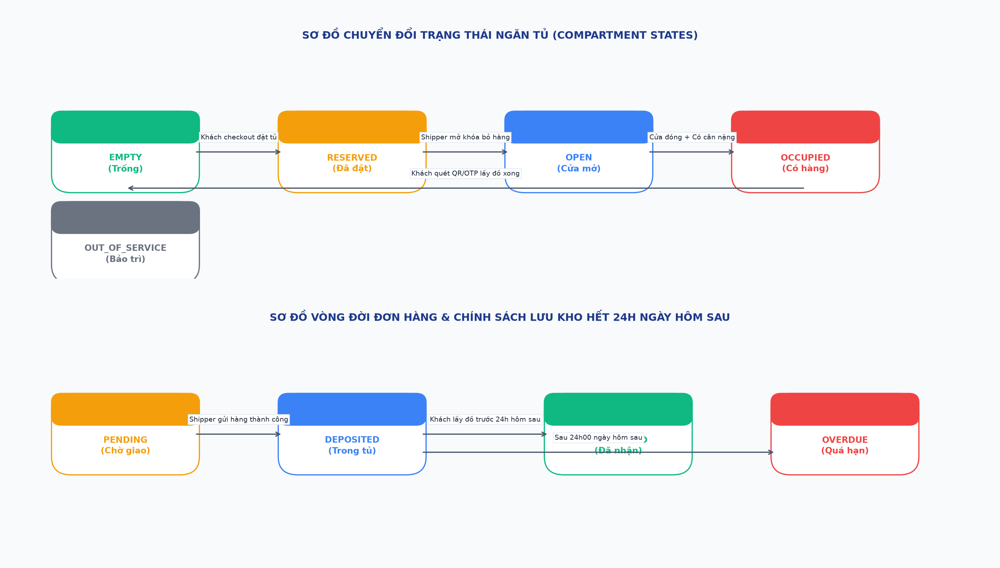 SƠ ĐỒ CHUYỂN ĐỔI TRẠNG THÁI NGĂN TỦ (COMPARTMENT STATES)
Khách checkout đặt tủ
Shipper mở khóa bỏ hàng
Cửa đóng + Có cân nặng
EMPTY
(Trống)
RESERVED
(Đã đặt)
OPEN
(Cửa mở)
OCCUPIED
(Có hàng)
Khách quét QR/OTP lấy đồ xong
OUT_OF_SERVICE
(Bảo trì)
SƠ ĐỒ VÒNG ĐỜI ĐƠN HÀNG & CHÍNH SÁCH LƯU KHO HẾT 24H NGÀY HÔM SAU
Shipper gửi hàng thành công
Khách lấy đồ trước 24h hôm sau
PENDING
(Chờ giao)
DEPOSITED
(Trong tủ)
Sau 24h00 ngày hôm sau
(Đã nhận)
OVERDUE
(Quá hạn)